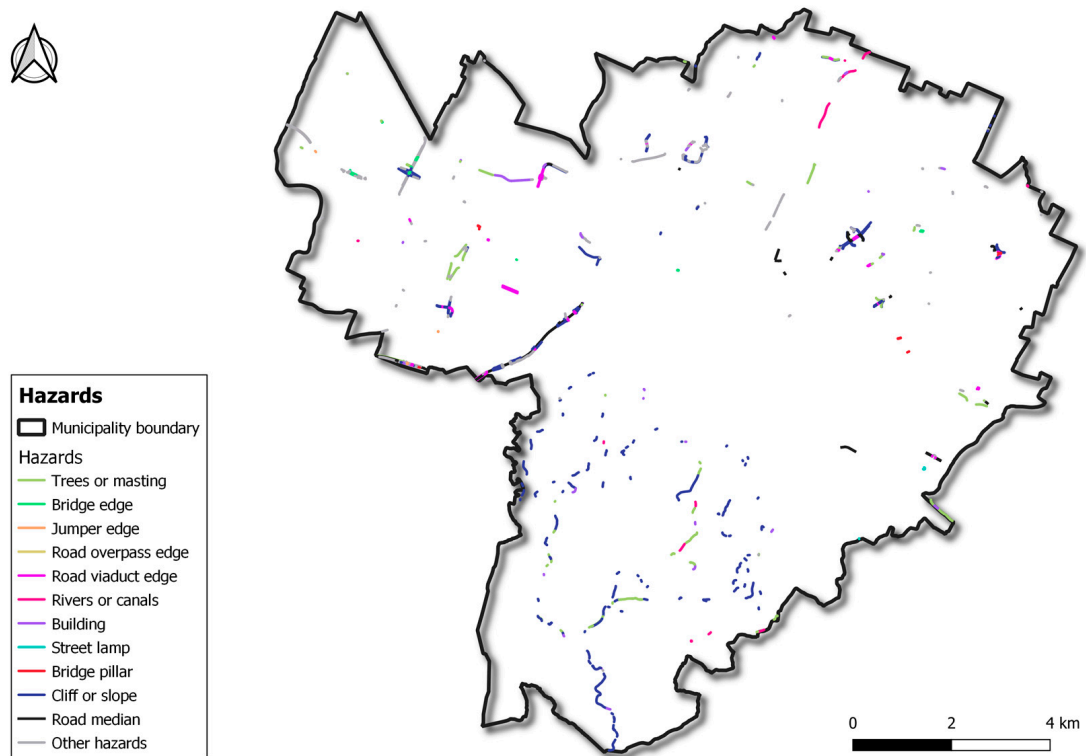 Hazards
Municipality boundary
Hazards
Trees or masting
Bridge edge
Jumper edge
Road overpass edge
Road viaduct edge
Rivers or canals
Building
Street lamp
Bridge pillar
Cliff or slope
Road median
Other hazards
0 2 4 km